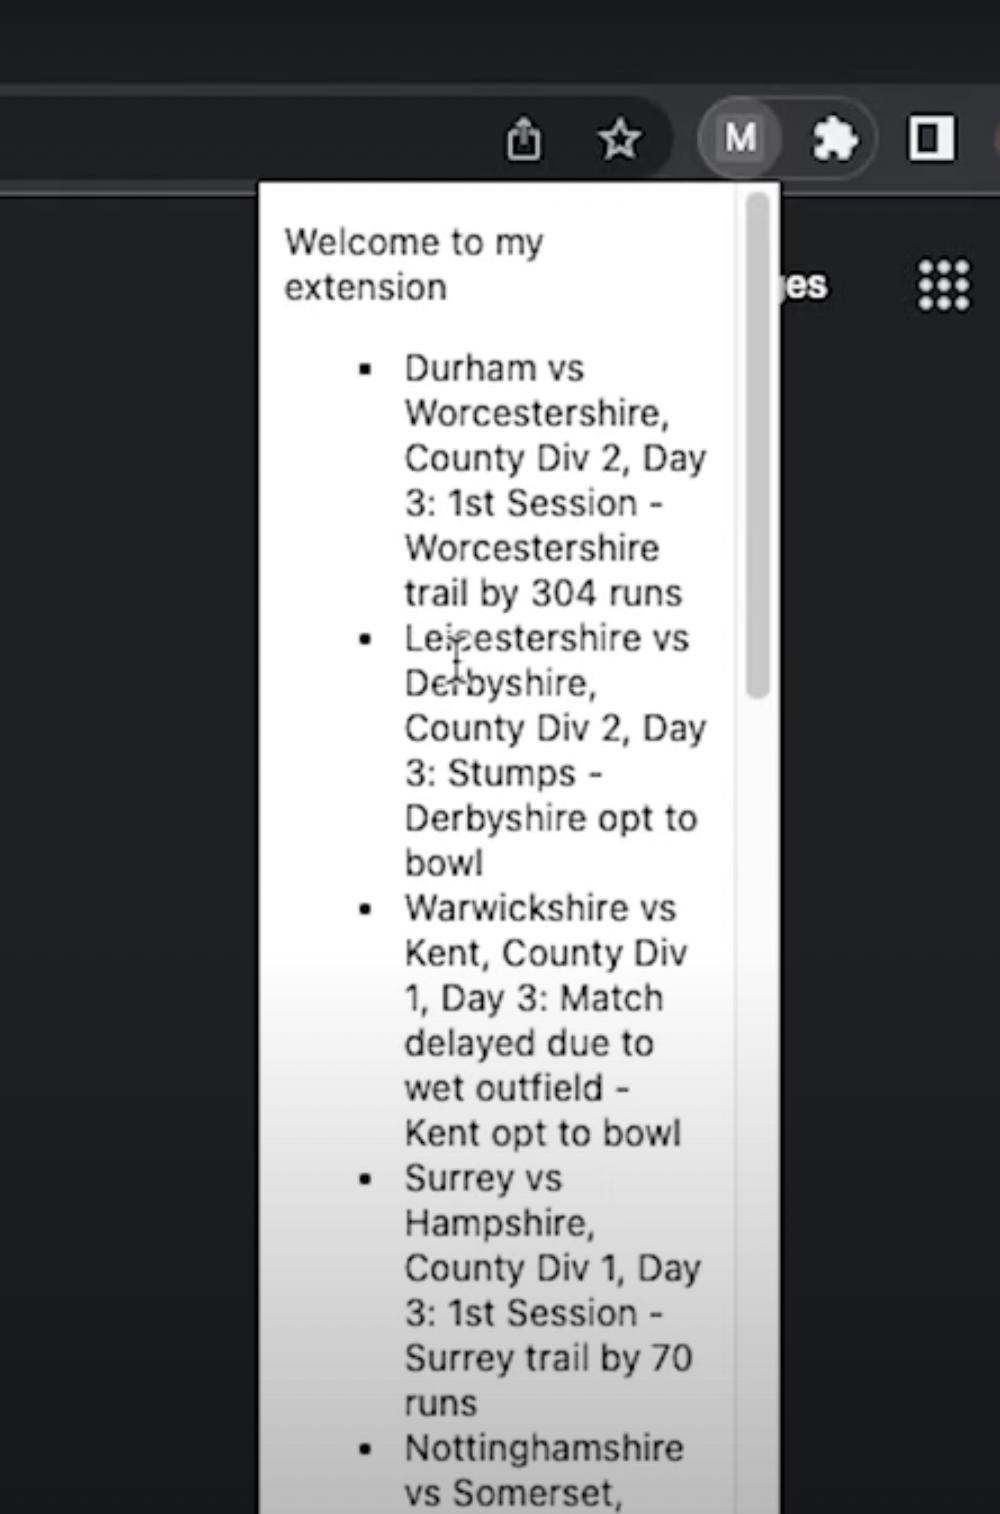 M
es
Welcome to my
extension
▪ Durham vs
Worcestershire,
County Div 2, Day
3: 1st Session -
Worcestershire
trail by 304 runs
▪ Leicestershire vs
Derbyshire,
County Div 2, Day
3: Stumps -
Derbyshire opt to
bowl
▪ Warwickshire vs
Kent, County Div
1, Day 3: Match
delayed due to
wet outfield -
Kent opt to bowl
▪ Surrey vs
Hampshire,
County Div 1, Day
3: 1st Session -
Surrey trail by 70
runs
▪ Nottinghamshire
vs Somerset,